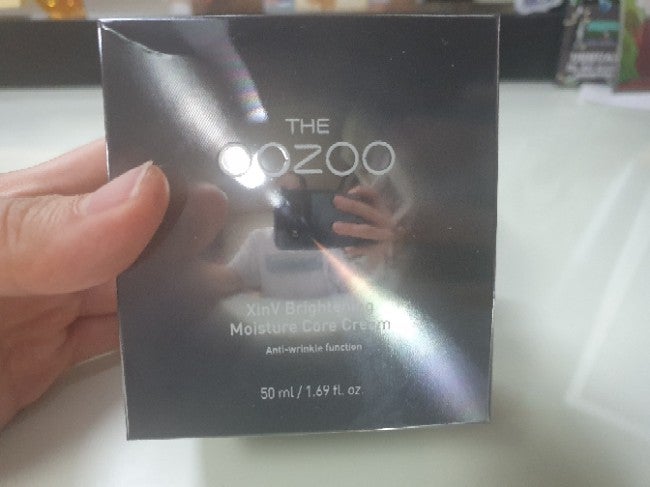 THE
OOZOO
XinV Brightening
Moisture Core Cream
Anti-wrinkle function
50 ml / 1.69 fl. oz.